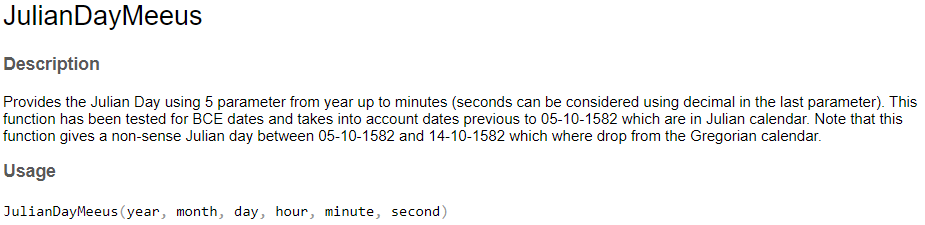 JulianDayMeeus
Description
Provides the Julian Day using 5 parameter from year up to minutes (seconds can be considered using decimal in the last parameter). This
function has been tested for BCE dates and takes into account dates previous to 05-10-1582 which are in Julian calendar. Note that this
function gives a non-sense Julian day between 05-10-1582 and 14-10-1582 which where drop from the Gregorian calendar.
Usage
JulianDayMeeus(year, month, day, hour, minute, second)